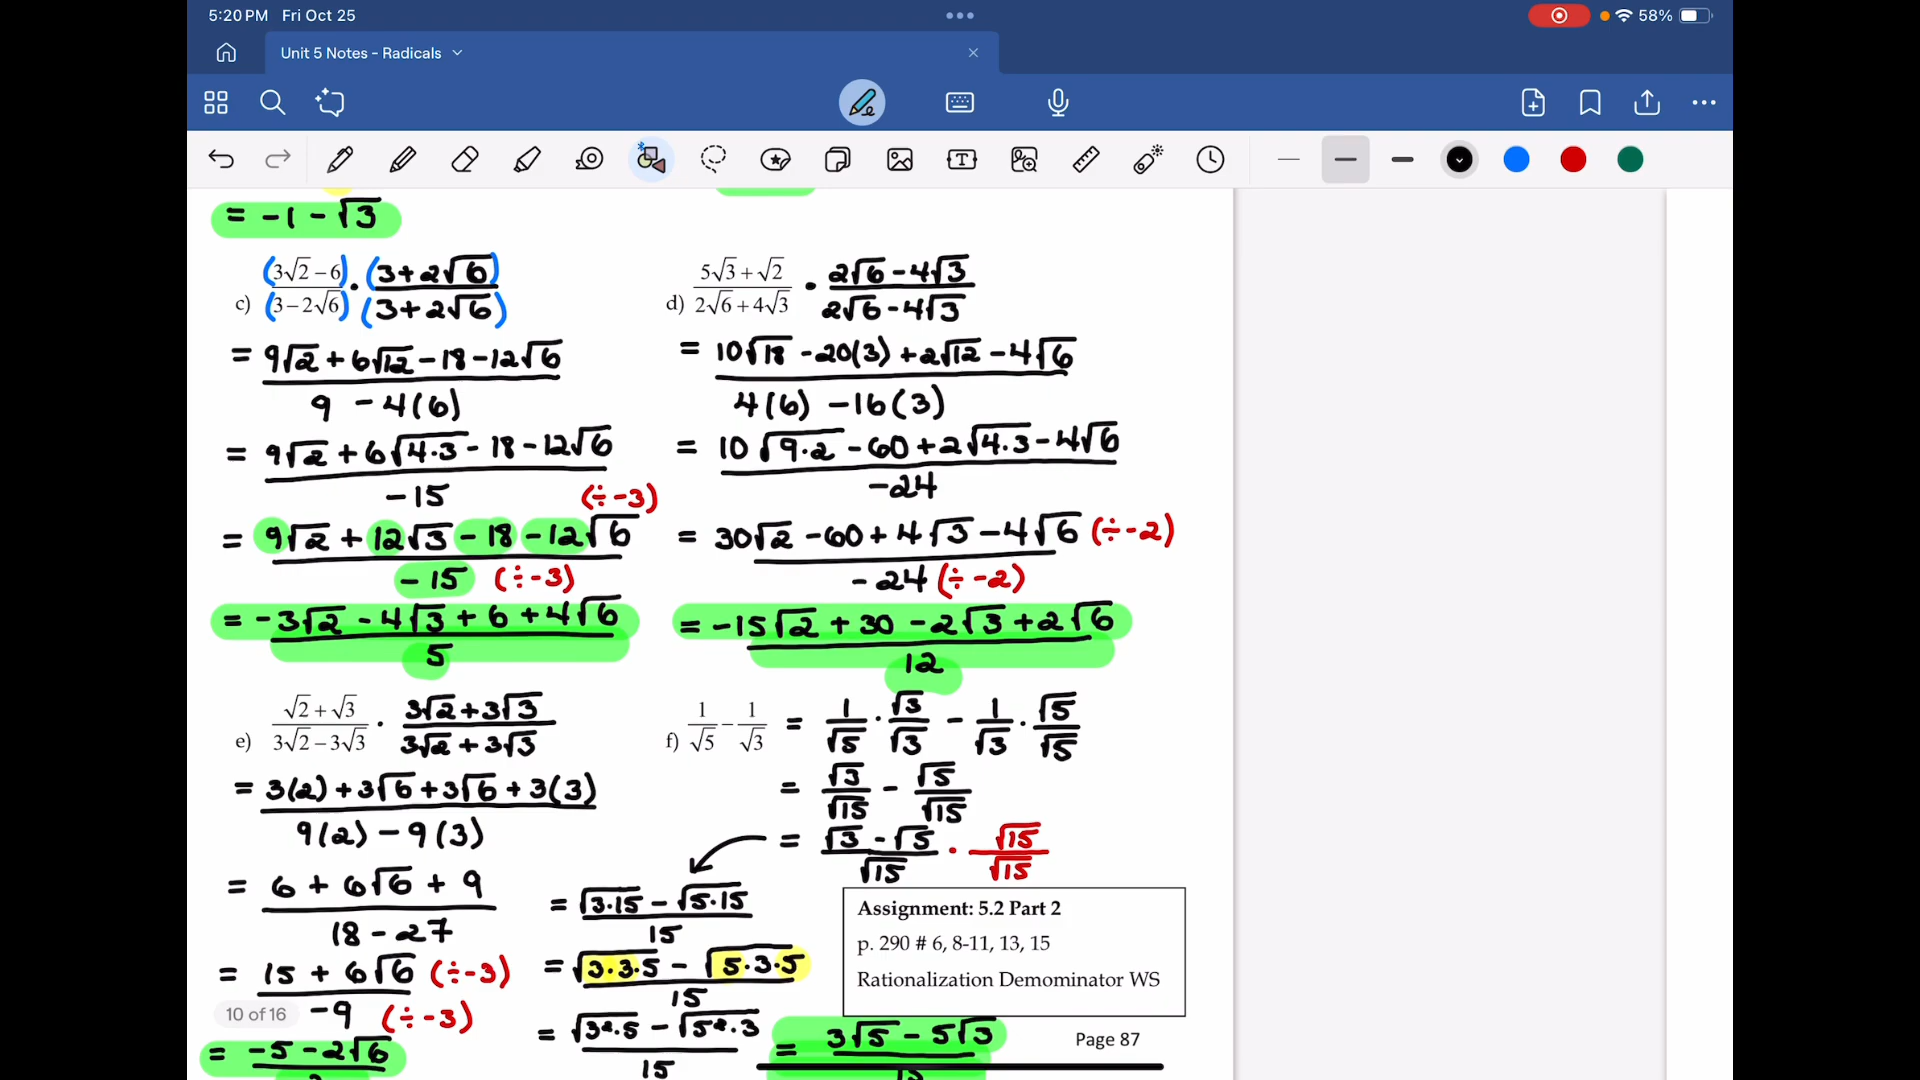 5:20 PM Fri Oct 25
58%
Unit 5 Notes - Radicals
= -1 - √3
c) (3√2 - 6)/(3 - 2√6) · (3 + 2√6)/(3 + 2√6)
= (9√2 + 6√12 - 18 - 12√6)/(9 - 4(6))
= (9√2 + 6√(4·3) - 18 - 12√6)/(-15) (÷ -3)
= (9√2 + 12√3 - 18 - 12√6)/(-15) (÷ -3)
= (-3√2 - 4√3 + 6 + 4√6)/5
d) (5√3 + √2)/(2√6 + 4√3) · (2√6 - 4√3)/(2√6 - 4√3)
= (10√18 - 20(3) + 2√12 - 4√6)/(4(6) - 16(3))
= (10√(9·2) - 60 + 2√(4·3) - 4√6)/(-24)
= (30√2 - 60 + 4√3 - 4√6)/(-24) (÷ -2) (÷ -2)
= (-15√2 + 30 - 2√3 + 2√6)/12
e) (√2 + √3)/(3√2 - 3√3) · (3√2 + 3√3)/(3√2 + 3√3)
= (3(2) + 3√6 + 3√6 + 3(3))/(9(2) - 9(3))
= (6 + 6√6 + 9)/(18 - 27)
= (15 + 6√6)/(-9) (÷ -3) (÷ -3)
= -5 - 2√6
f) 1/√5 - 1/√3 = 1/√5 · √3/√3 - 1/√3 · √5/√5
= √3/√15 - √5/√15
= (√3 - √5)/√15 · √15/√15
= (√(3·15) - √(5·15))/15
= (√(3·3·5) - √(5·3·5))/15
= (√(3²·5) - √(5²·3))/15
= 3√5 - 5√3
Assignment: 5.2 Part 2
p. 290 # 6, 8-11, 13, 15
Rationalization Demominator WS
10 of 16
Page 87